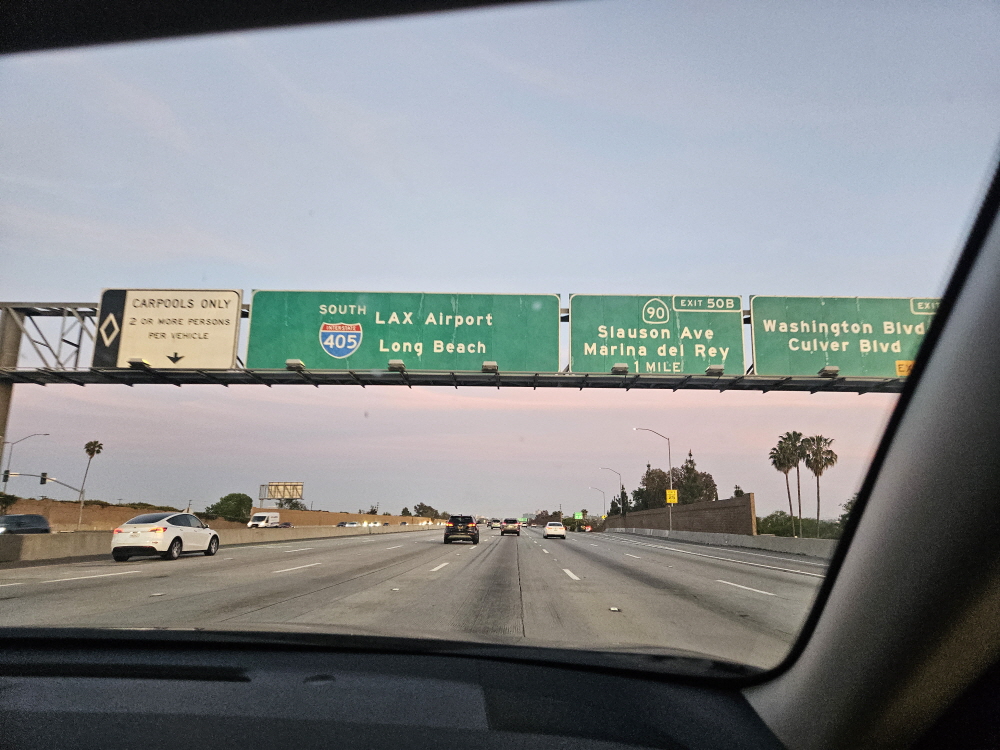 CARPOOLS ONLY
2 OR MORE PERSONS
PER VEHICLE
SOUTH
INTERSTATE
405
LAX Airport
Long Beach
90
EXIT 50B
Slauson Ave
Marina del Rey
1 MILE
EXIT
Washington Blvd
Culver Blvd